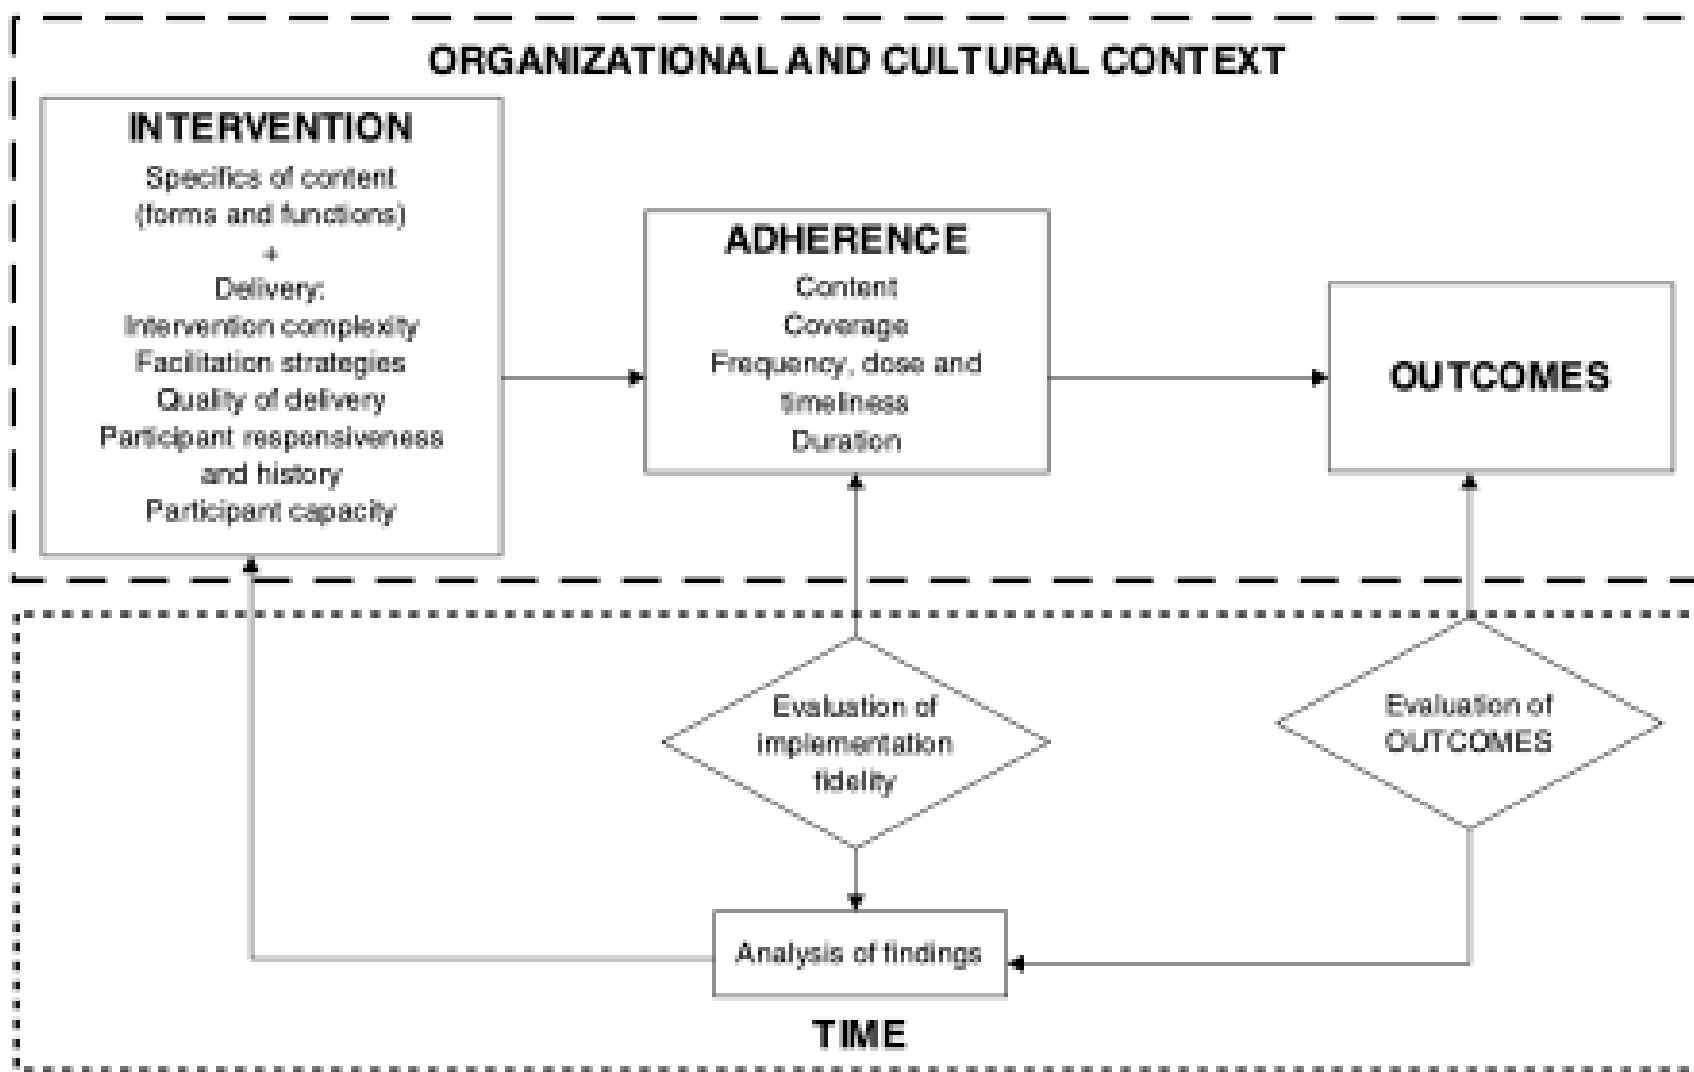 ORGANIZATIONAL AND CULTURAL CONTEXT
INTERVENTION
Specifics of content
(forms and functions)
+
Delivery:
Intervention complexity
Facilitation strategies
Quality of delivery
Participant responsiveness
and history
Participant capacity
ADHERENCE
Content
Coverage
Frequency, dose and
timeliness
Duration
OUTCOMES
Evaluation of
implementation
fidelity
Evaluation of
OUTCOMES
Analysis of findings
TIME